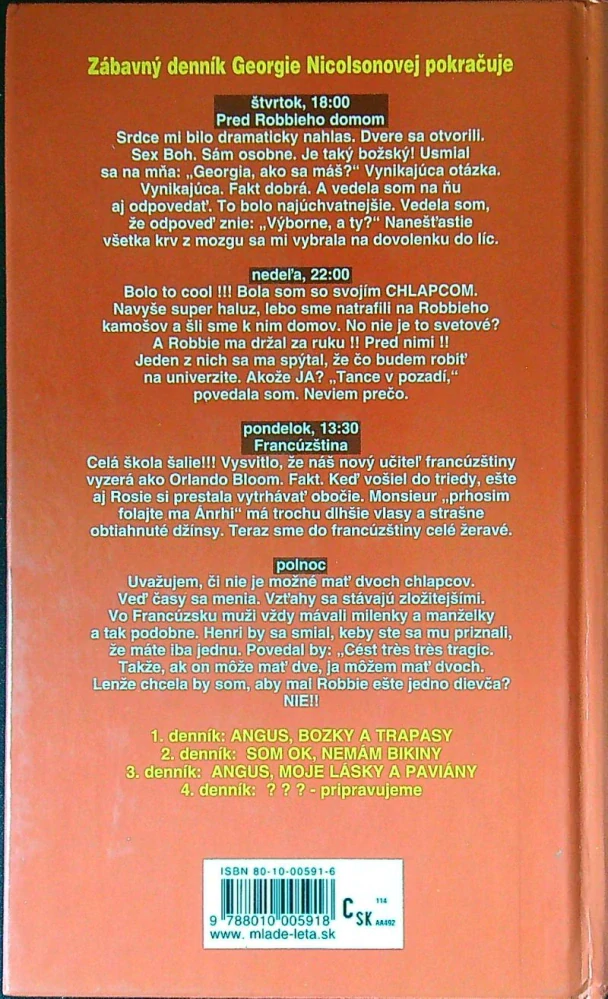 Zábavný denník Georgie Nicolsonovej pokračuje
štvrtok, 18:00
Pred Robbieho domom
Srdce mi bilo dramaticky nahlas. Dvere sa otvorili.
Sex Boh. Sám osobne. Je taký božský! Usmial
sa na mňa: „Georgia, ako sa máš?“ Vynikajúca otázka.
Vynikajúca. Fakt dobrá. A vedela som na ňu
aj odpovedať. To bolo najúchvatnejšie. Vedela som,
že odpoveď znie: „Výborne, a ty?“ Nanešťastie
všetka krv z mozgu sa mi vybrala na dovolenku do líc.
nedeľa, 22:00
Bolo to cool !!! Bola som so svojím CHLAPCOM.
Navyše super haluz, lebo sme natrafili na Robbieho
kamošov a šli sme k nim domov. No nie je to svetové?
A Robbie ma držal za ruku !! Pred nimi !!
Jeden z nich sa ma spýtal, že čo budem robiť
na univerzite. Akože JA? „Tance v pozadí,“
povedala som. Neviem prečo.
pondelok, 13:30
Francúzština
Celá škola šalie!!! Vysvitlo, že náš nový učiteľ francúzštiny
vyzerá ako Orlando Bloom. Fakt. Keď vošiel do triedy, ešte
aj Rosie si prestala vytrhávať obočie. Monsieur „prhosim
folajte ma Ánrhi“ má trochu dlhšie vlasy a strašne
obtiahnuté džínsy. Teraz sme do francúzštiny celé žeravé.
polnoc
Uvažujem, či nie je možné mať dvoch chlapcov.
Veď časy sa menia. Vzťahy sa stávajú zložitejšími.
Vo Francúzsku muži vždy mávali milenky a manželky
a tak podobne. Henri by sa smial, keby ste sa mu priznali,
že máte iba jednu. Povedal by: „Cést très très tragic.
Takže, ak on môže mať dve, ja môžem mať dvoch.
Lenže chcela by som, aby mal Robbie ešte jedno dievča?
NIE!!
1. denník: ANGUS, BOZKY A TRAPASY
2. denník: SOM OK, NEMÁM BIKINY
3. denník: ANGUS, MOJE LÁSKY A PAVIÁNY
4. denník: ? ? ? - pripravujeme
ISBN 80-10-00591-6
9 788010 005918
www. mlade-leta.sk
C SK
114
AA492